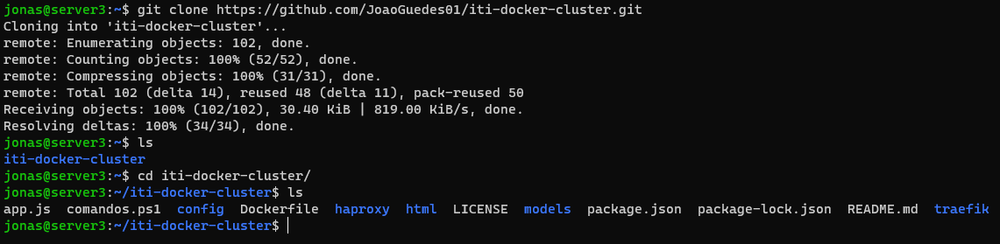 jonas@server3:~$ git clone https://github.com/JoaoGuedes01/iti-docker-cluster.git
Cloning into 'iti-docker-cluster'...
remote: Enumerating objects: 102, done.
remote: Counting objects: 100% (52/52), done.
remote: Compressing objects: 100% (31/31), done.
remote: Total 102 (delta 14), reused 48 (delta 11), pack-reused 50
Receiving objects: 100% (102/102), 30.40 KiB | 819.00 KiB/s, done.
Resolving deltas: 100% (34/34), done.
jonas@server3:~$ ls
iti-docker-cluster
jonas@server3:~$ cd iti-docker-cluster/
jonas@server3:~/iti-docker-cluster$ ls
app.js  comandos.ps1  config  Dockerfile  haproxy  html  LICENSE  models  package.json  package-lock.json  README.md  traefik
jonas@server3:~/iti-docker-cluster$